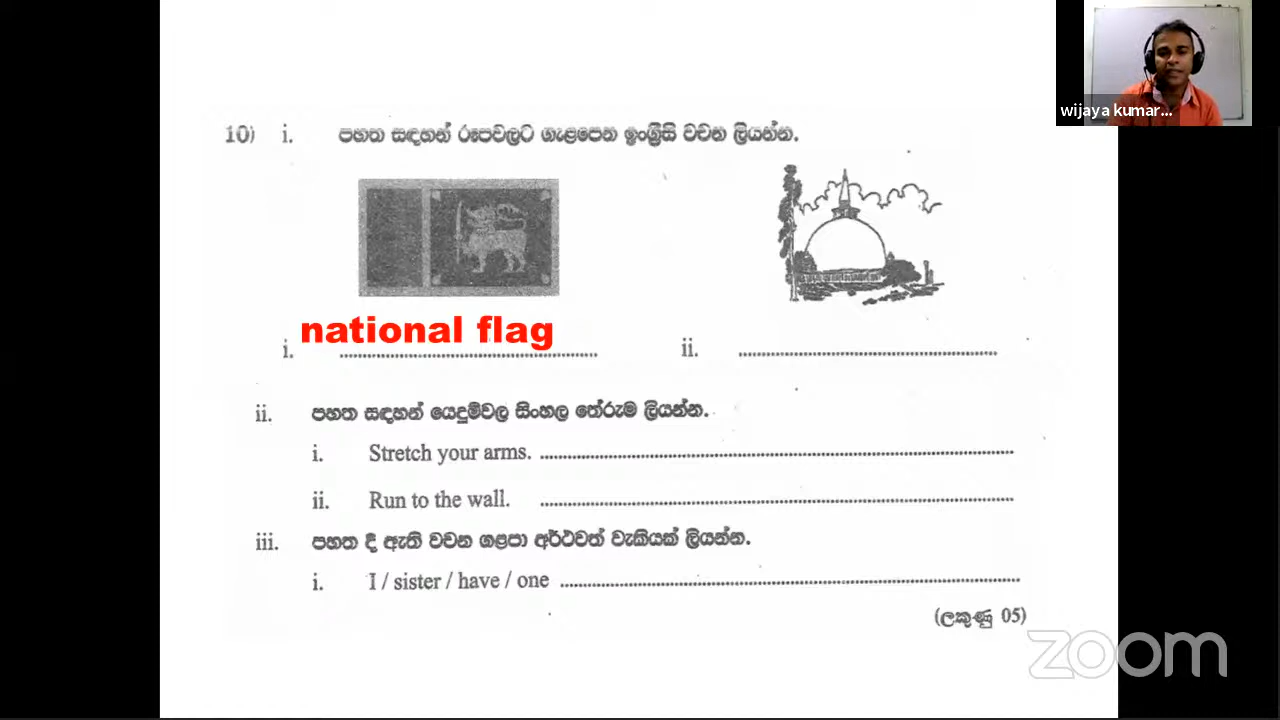 wijaya kumar...
10) i. පහත සඳහන් රූපවලට ගැළපෙන ඉංග්‍රීසි වචන ලියන්න.
national flag
i. ........................ ii. ........................
ii. පහත සඳහන් යෙදුම්වල සිංහල තේරුම ලියන්න.
i. Stretch your arms. ........................
ii. Run to the wall. ........................
iii. පහත දී ඇති වචන ගළපා අර්ථවත් වැකියක් ලියන්න.
i. I / sister / have / one ........................
(ලකුණු 05)
zoom